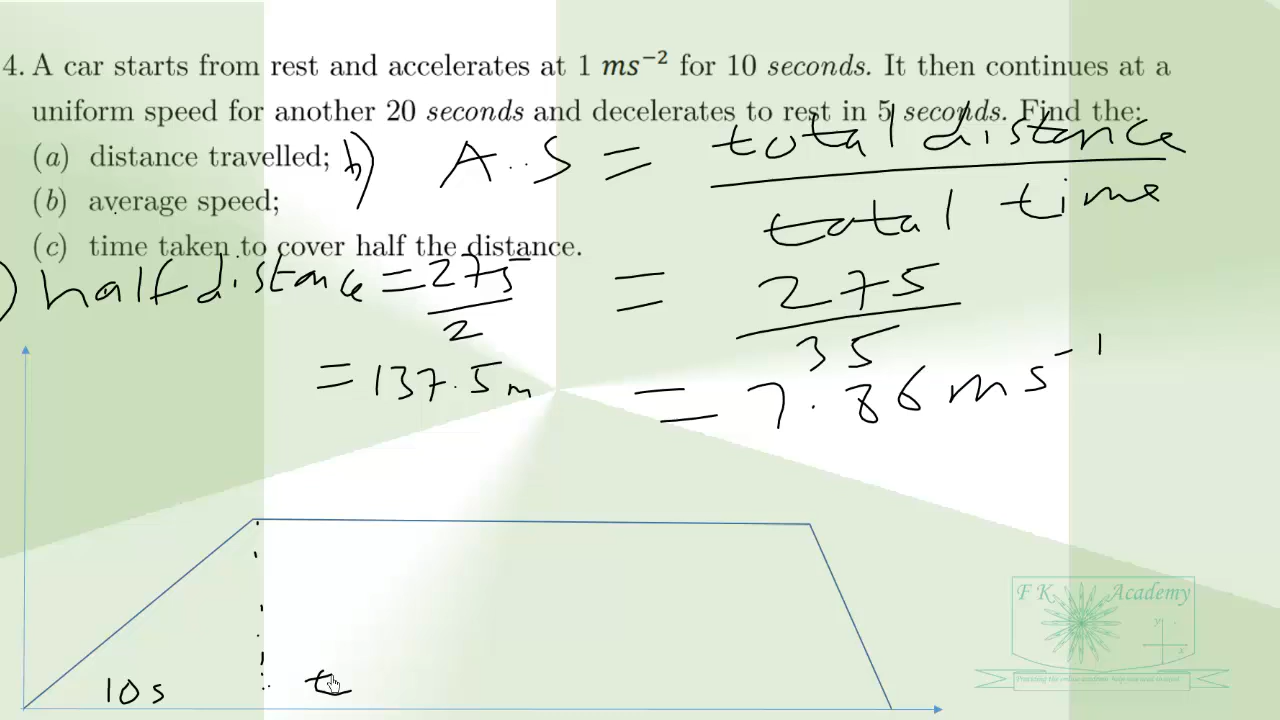 4. A car starts from rest and accelerates at 1 ms⁻² for 10 seconds. It then continues at a
uniform speed for another 20 seconds and decelerates to rest in 5 seconds. Find the:
(a) distance travelled;
(b) average speed;
(c) time taken to cover half the distance.
b) A.S = total distance
total time
= 275
35
= 7.86 ms⁻¹
) half distance = 275
2
= 137.5 m
10 s
t
F K Academy
y
x